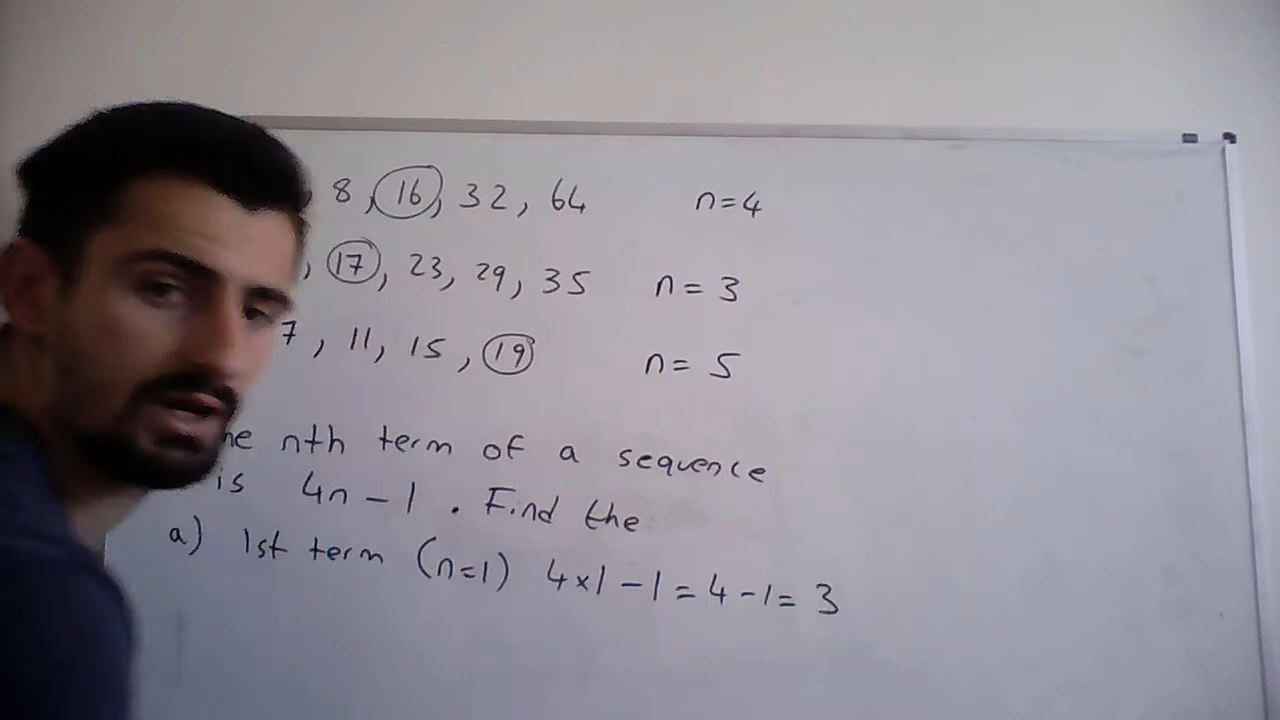 , 8, 16, 32, 64 n=4
, 17, 23, 29, 35 n=3
7, 11, 15, 19 n=5
he nth term of a sequence
is 4n-1. Find the
a) 1st term (n=1) 4×1-1=4-1=3